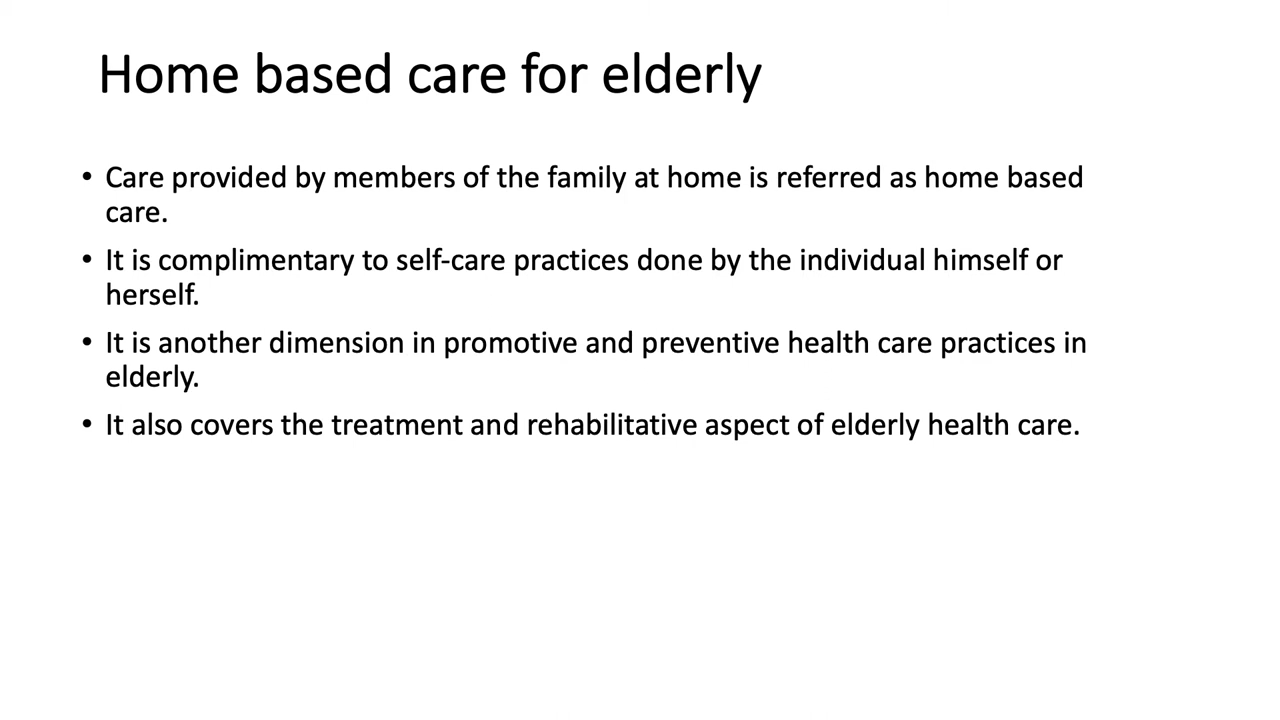 Home based care for elderly
• Care provided by members of the family at home is referred as home based
care.
• It is complimentary to self-care practices done by the individual himself or
herself.
• It is another dimension in promotive and preventive health care practices in
elderly.
• It also covers the treatment and rehabilitative aspect of elderly health care.